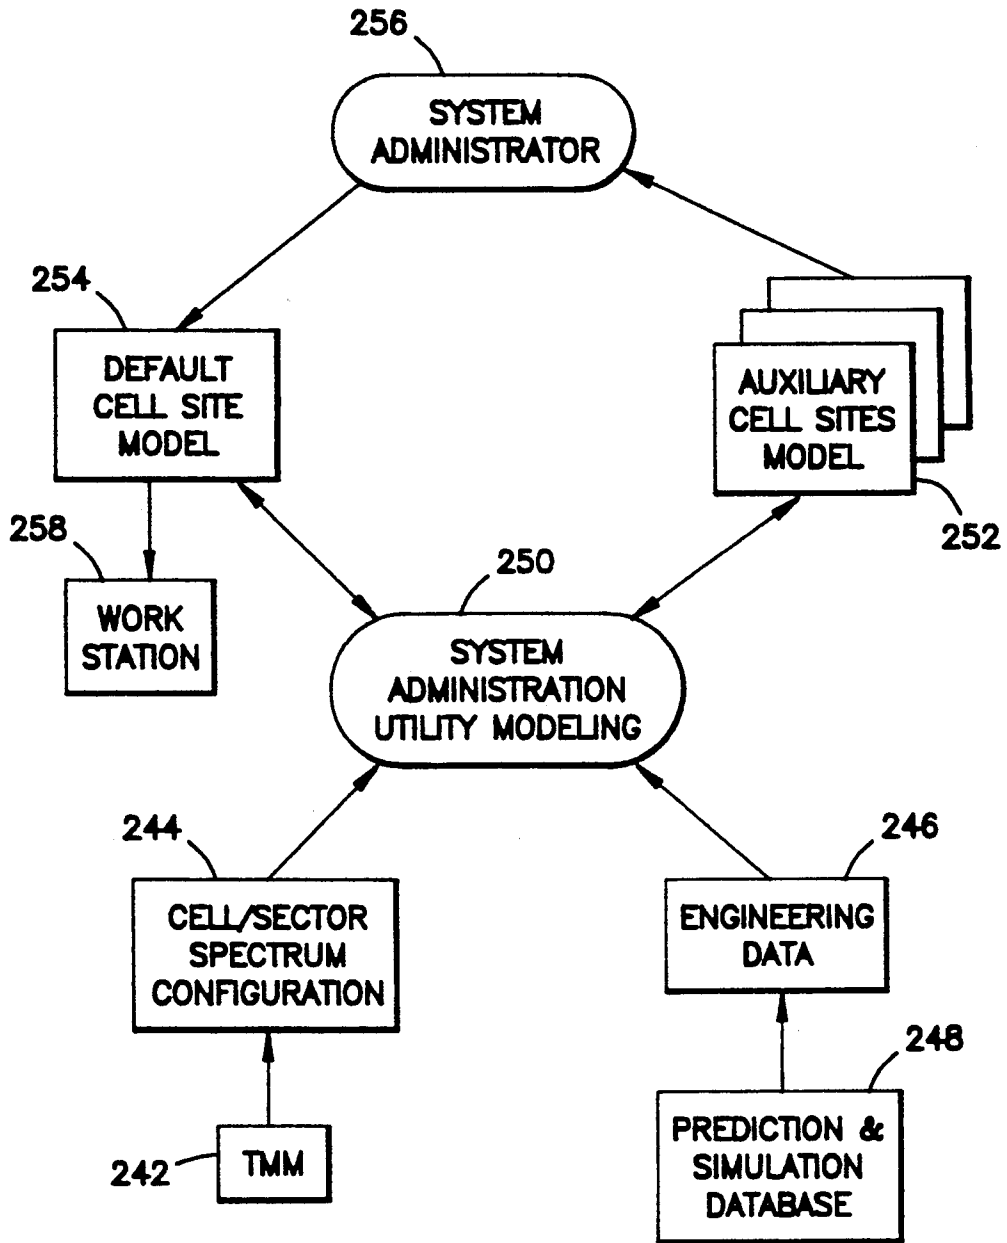 256
SYSTEM
ADMINISTRATOR
254
DEFAULT
CELL SITE
MODEL
AUXILIARY
CELL SITES
MODEL
252
258
WORK
STATION
250
SYSTEM
ADMINISTRATION
UTILITY MODELING
244
CELL/SECTOR
SPECTRUM
CONFIGURATION
246
ENGINEERING
DATA
242
TMM
248
PREDICTION &
SIMULATION
DATABASE